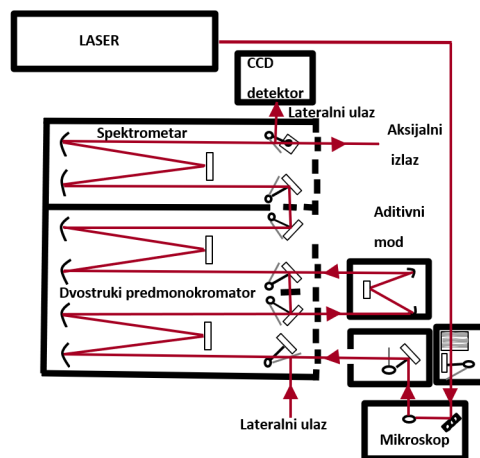 LASER
CCD
detektor
Lateralni ulaz
Spektrometar
Aksijalni
izlaz
Aditivni
mod
Dvostruki predmonokromator
Lateralni ulaz
Mikroskop